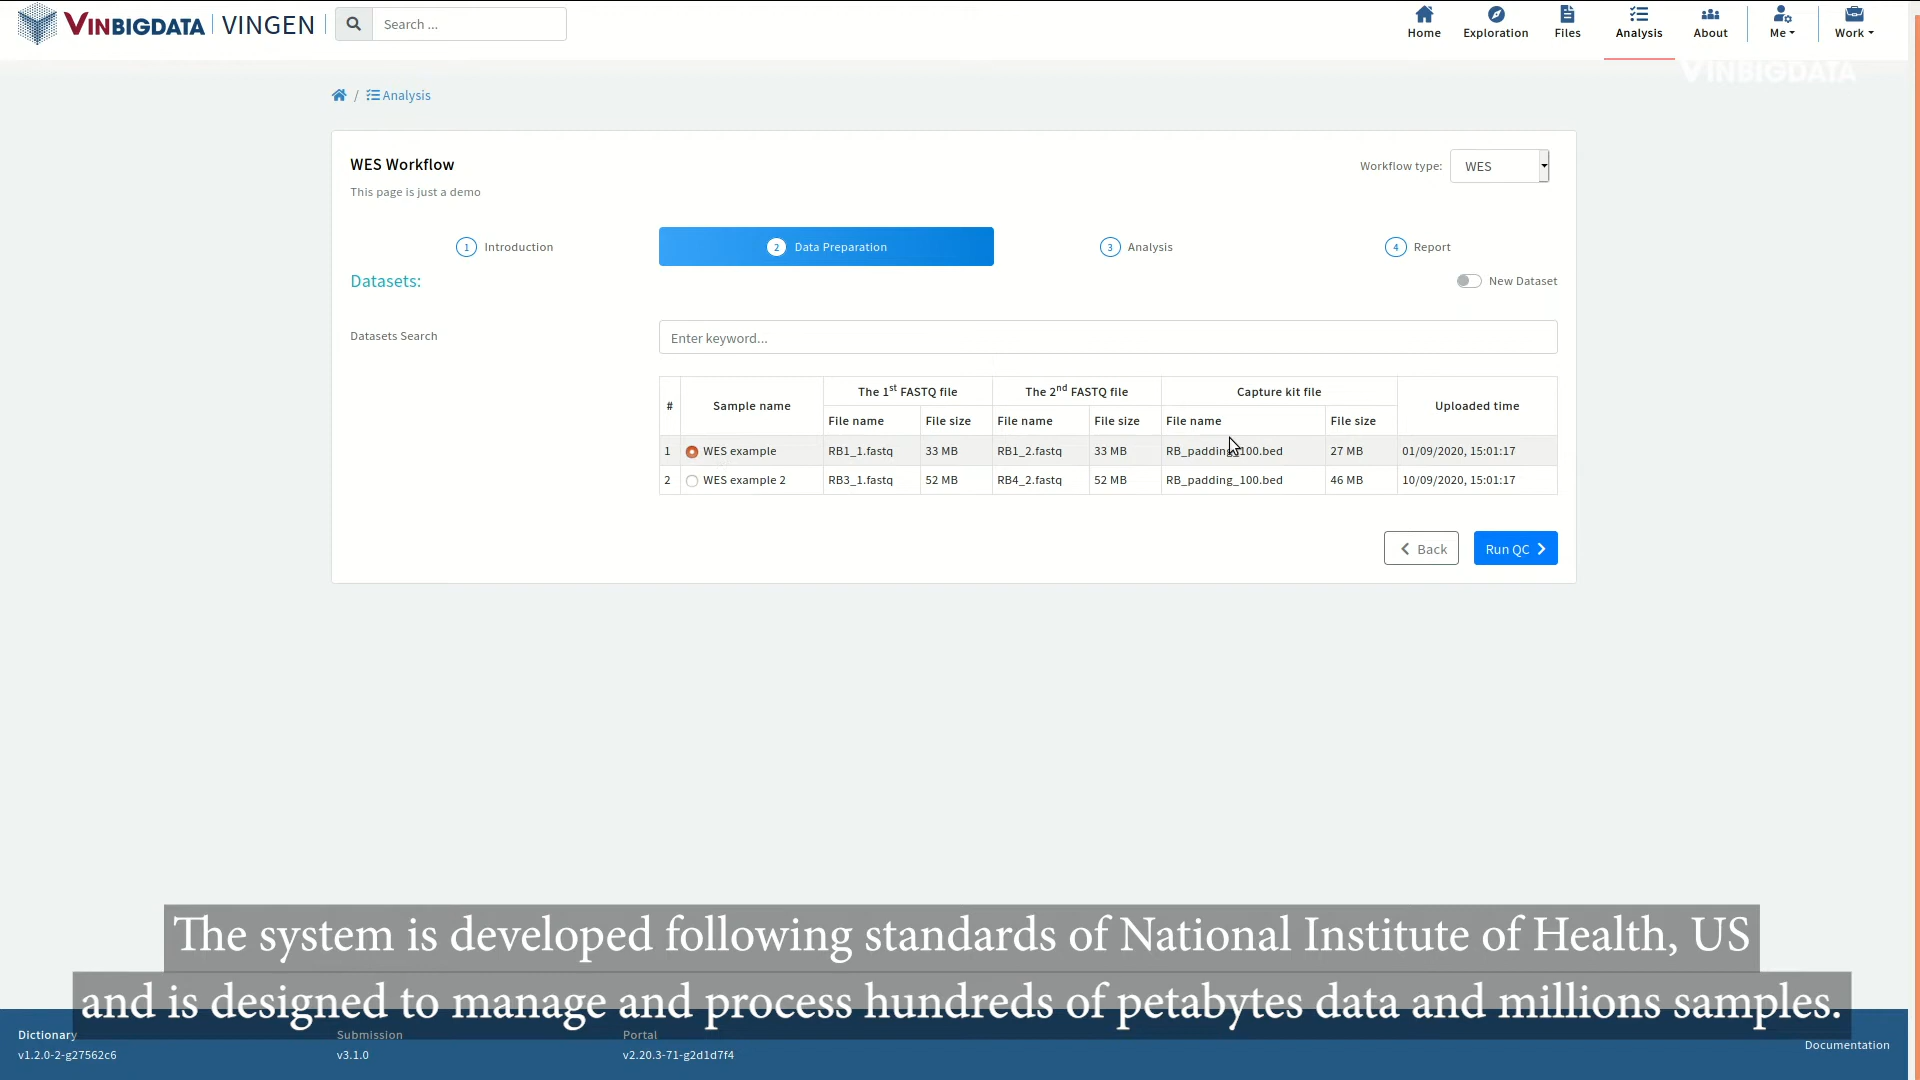 VINBIGDATA VINGEN Search ... Home Exploration Files Analysis About Me Work
VINBIGDATA
/ Analysis
WES Workflow
Workflow type: WES
This page is just a demo
1 Introduction 2 Data Preparation 3 Analysis 4 Report
Datasets: New Dataset
Datasets Search Enter keyword...
# Sample name The 1st FASTQ file The 2nd FASTQ file Capture kit file Uploaded time
File name File size File name File size File name File size
1 WES example RB1_1.fastq 33 MB RB1_2.fastq 33 MB RB_padding_100.bed 27 MB 01/09/2020, 15:01:17
2 WES example 2 RB3_1.fastq 52 MB RB4_2.fastq 52 MB RB_padding_100.bed 46 MB 10/09/2020, 15:01:17
Back Run QC
The system is developed following standards of National Institute of Health, US
and is designed to manage and process hundreds of petabytes data and millions samples.
Dictionary Submission Portal
v1.2.0-2-g27562c6 v3.1.0 v2.20.3-71-g2d1d7f4
Documentation